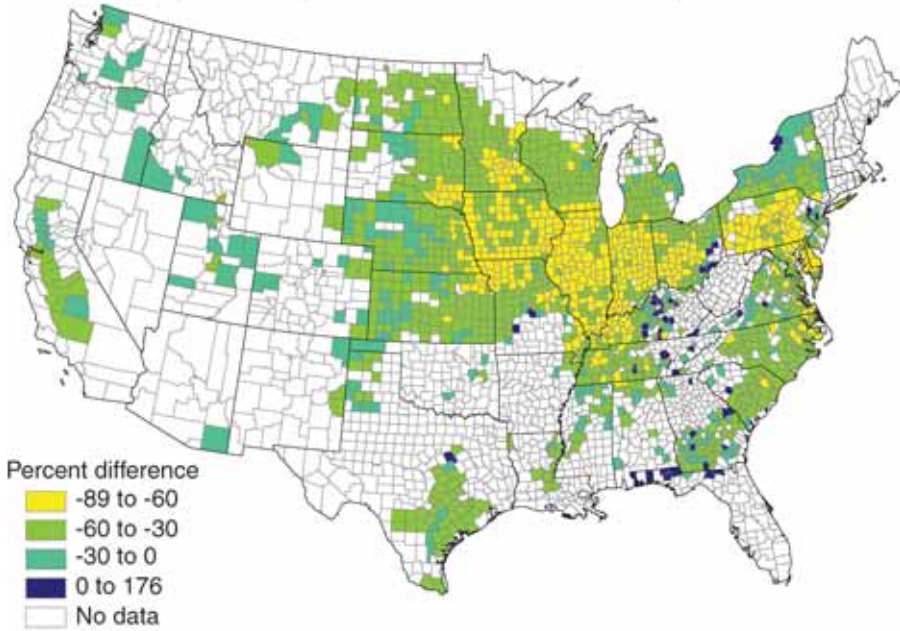 Percent difference
-89 to -60
-60 to -30
-30 to 0
0 to 176
No data